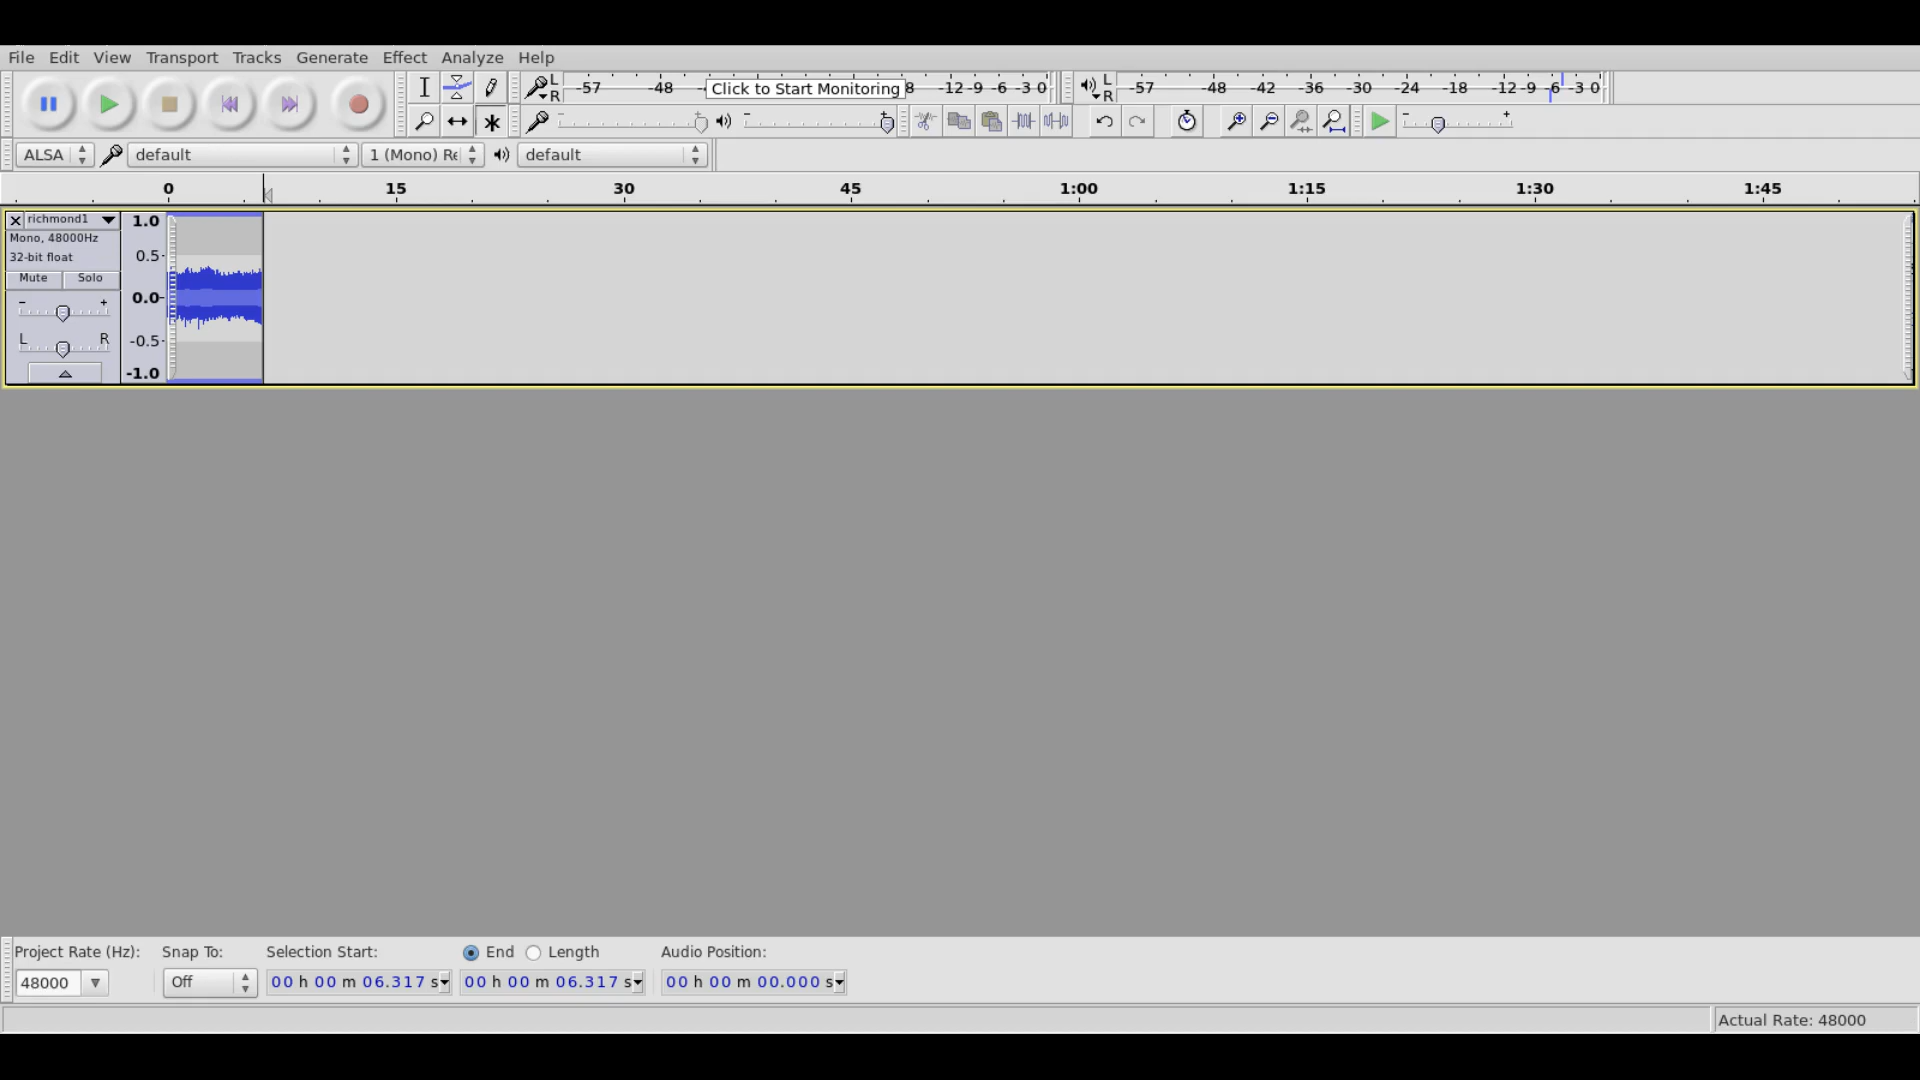 File Edit View Transport Tracks Generate Effect Analyze Help
L R -57 -48 Click to Start Monitoring 8 -12 -9 -6 -3 0 L R -57 -48 -42 -36 -30 -24 -18 -12 -9 -6 -3 0
- + - + - +
ALSA default 1 (Mono) Re default
0 15 30 45 1:00 1:15 1:30 1:45
richmond1 1.0
Mono, 48000Hz
32-bit float 0.5
Mute Solo
- + 0.0
L R -0.5
-1.0
Project Rate (Hz): Snap To: Selection Start: End Length Audio Position:
48000 Off 00 h 00 m 06.317 s 00 h 00 m 06.317 s 00 h 00 m 00.000 s
Actual Rate: 48000